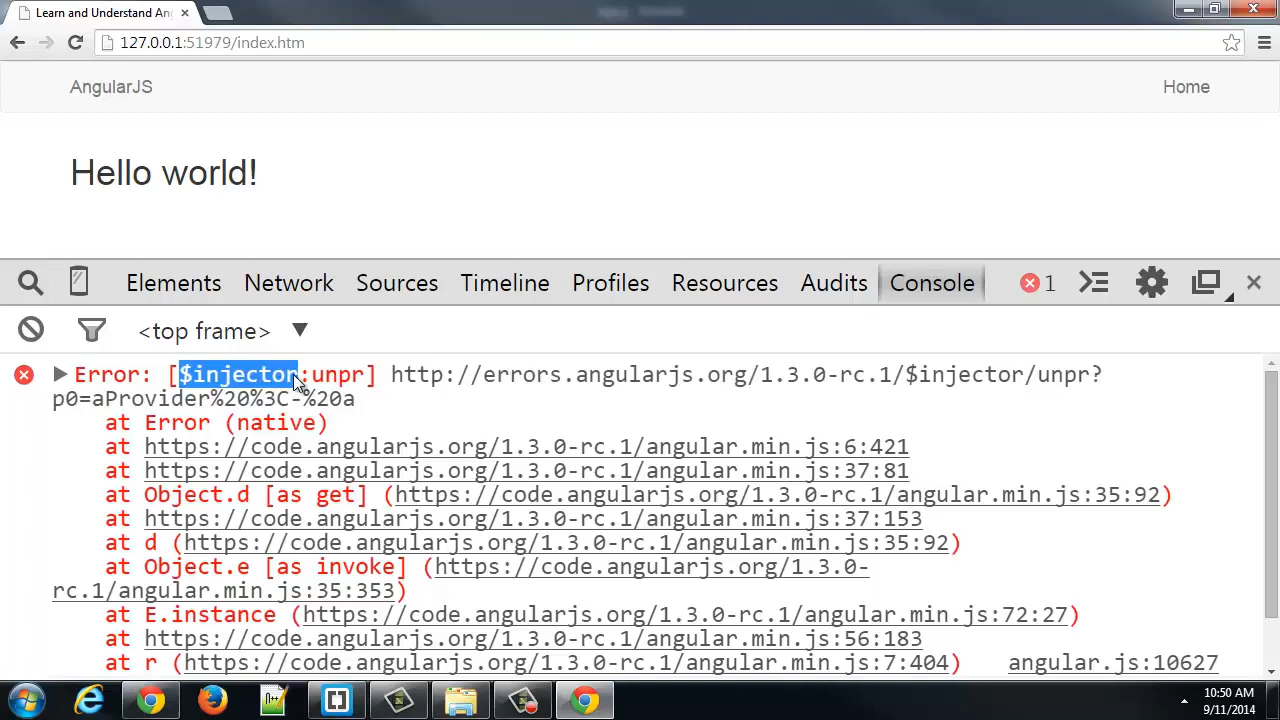 Learn and Understand Ang
127.0.0.1:51979/index.htm
AngularJS Home
Hello world!
Elements Network Sources Timeline Profiles Resources Audits Console 1
<top frame>
Error: [$injector:unpr] http://errors.angularjs.org/1.3.0-rc.1/$injector/unpr?
p0=aProvider%20%3C-%20a
at Error (native)
at https://code.angularjs.org/1.3.0-rc.1/angular.min.js:6:421
at https://code.angularjs.org/1.3.0-rc.1/angular.min.js:37:81
at Object.d [as get] (https://code.angularjs.org/1.3.0-rc.1/angular.min.js:35:92)
at https://code.angularjs.org/1.3.0-rc.1/angular.min.js:37:153
at d (https://code.angularjs.org/1.3.0-rc.1/angular.min.js:35:92)
at Object.e [as invoke] (https://code.angularjs.org/1.3.0-
rc.1/angular.min.js:35:353)
at E.instance (https://code.angularjs.org/1.3.0-rc.1/angular.min.js:72:27)
at https://code.angularjs.org/1.3.0-rc.1/angular.min.js:56:183
at r (https://code.angularjs.org/1.3.0-rc.1/angular.min.js:7:404) angular.js:10627
10:50 AM
9/11/2014